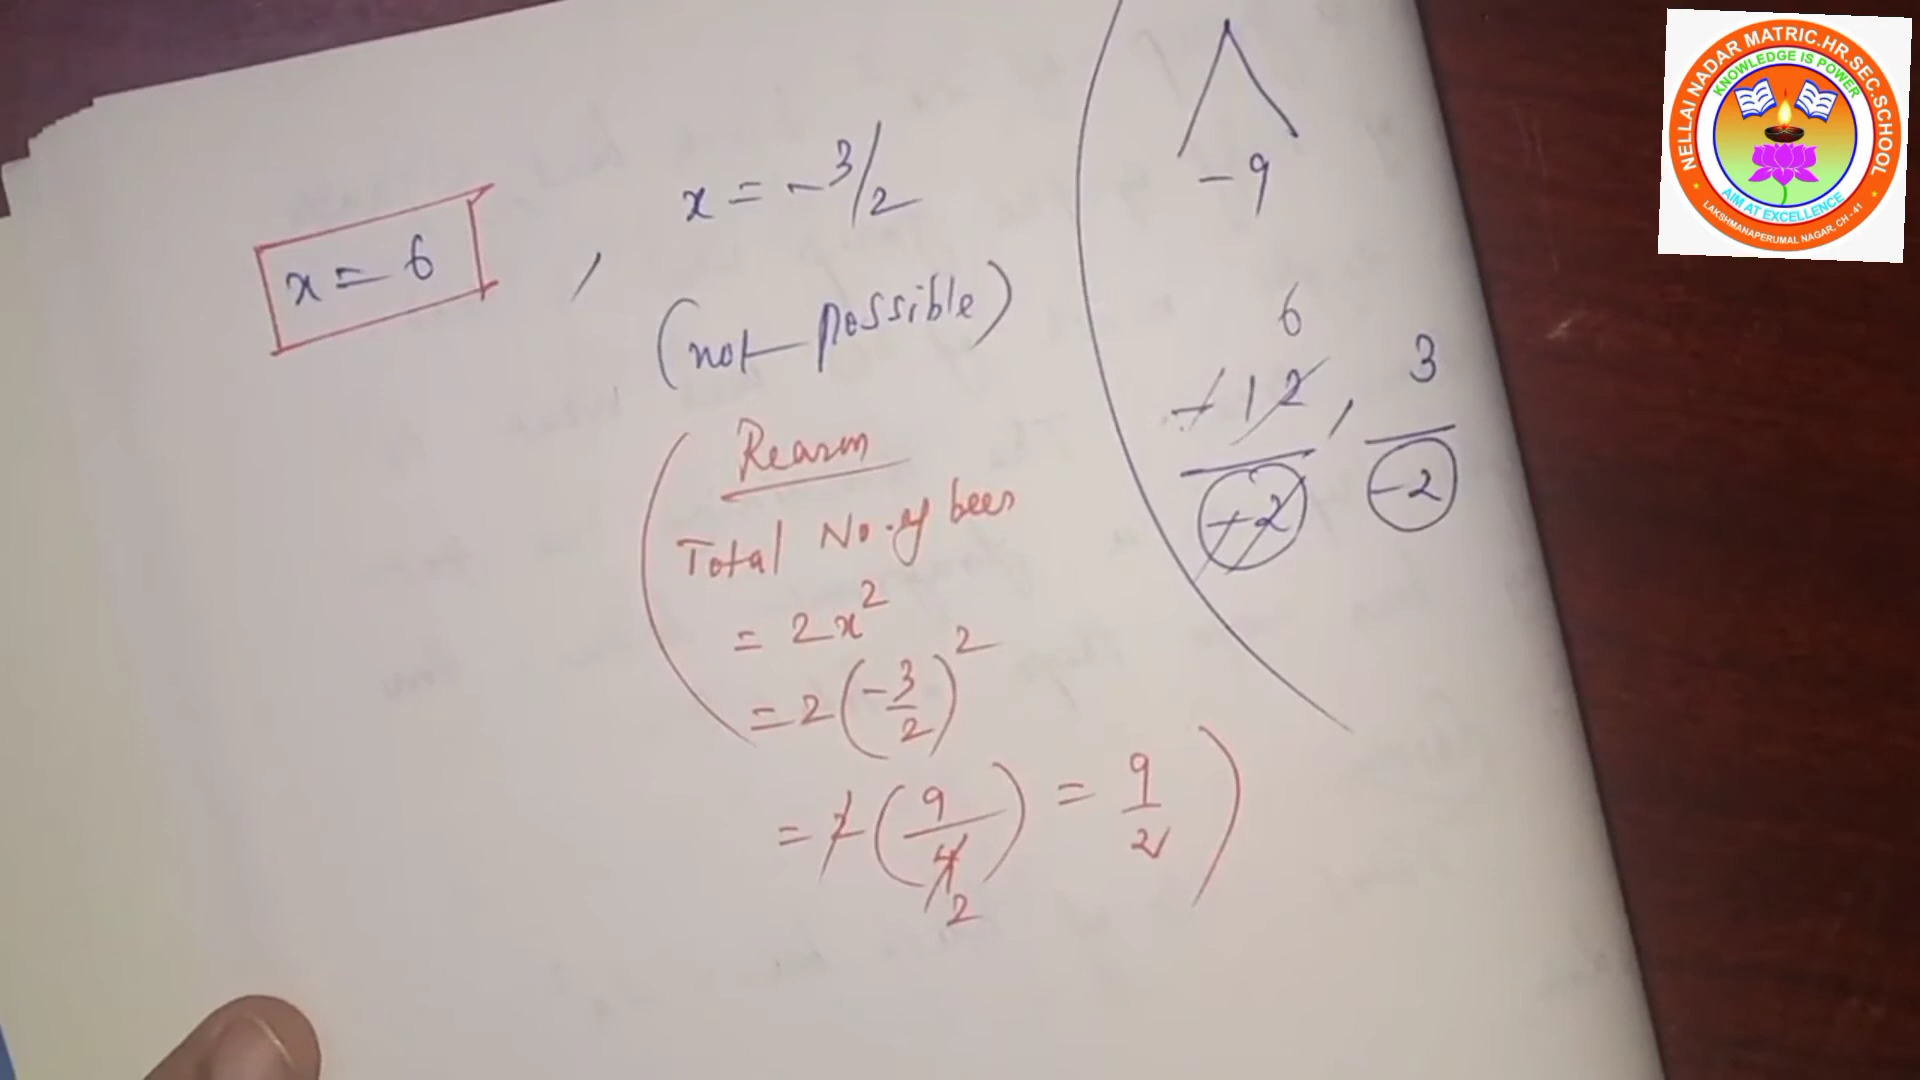 x = 6 , x = -3/2
(not possible)
(Reason
Total No. of bees
= 2x²
= 2(-3/2)²
= 2(9/4) = 9/2)
2
-9
6
-12/-2 , 3/-2
NELLAI NADAR MATRIC.HR.SEC.SCHOOL
KNOWLEDGE IS POWER
AIM AT EXCELLENCE
LAKSHMANAPERUMAL NAGAR, CH - 41